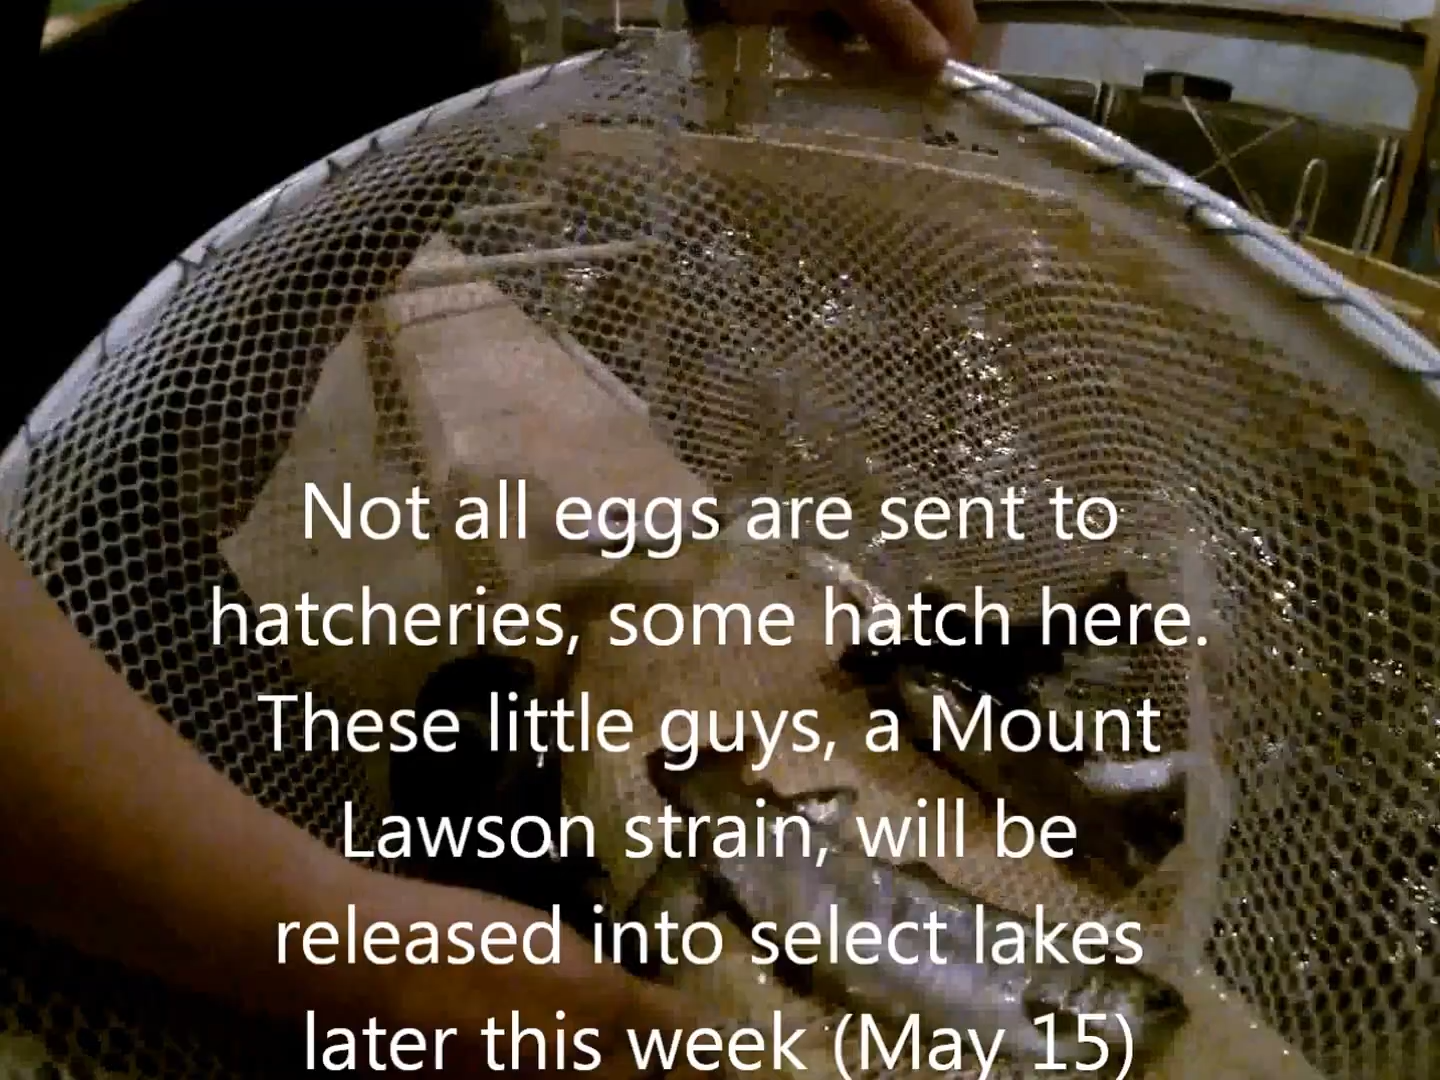 Not all eggs are sent to
hatcheries, some hatch here.
These little guys, a Mount
Lawson strain, will be
released into select lakes
later this week (May 15)